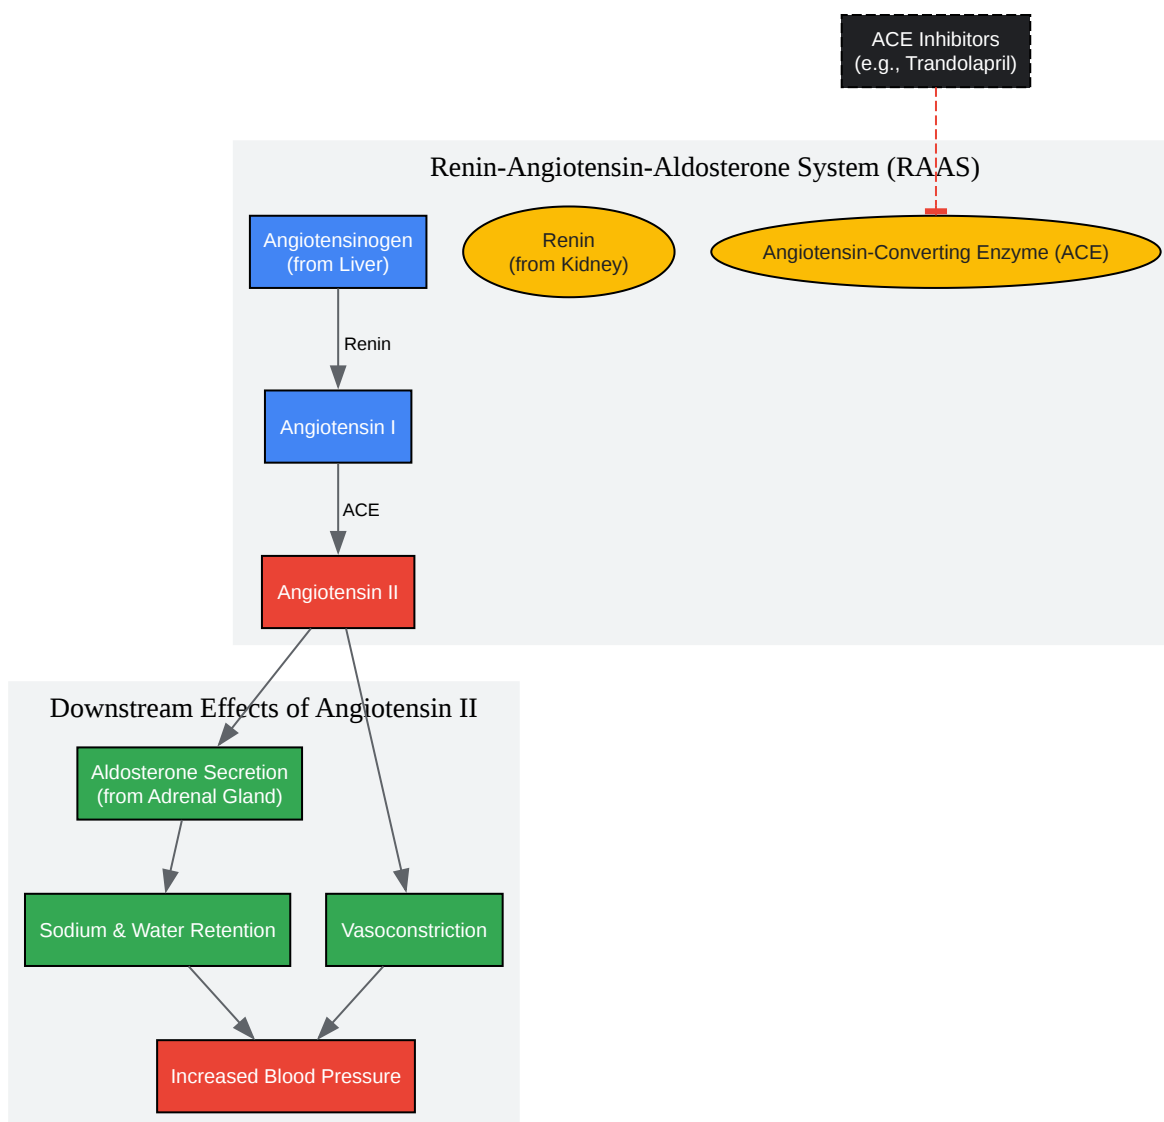 ACE Inhibitors
(e.g., Trandolapril)
Renin-Angiotensin-Aldosterone System (RAAS)
Angiotensinogen
(from Liver)
Renin
(from Kidney)
Angiotensin-Converting Enzyme (ACE)
Renin
Angiotensin I
ACE
Angiotensin II
Downstream Effects of Angiotensin II
Aldosterone Secretion
(from Adrenal Gland)
Sodium & Water Retention
Vasoconstriction
Increased Blood Pressure